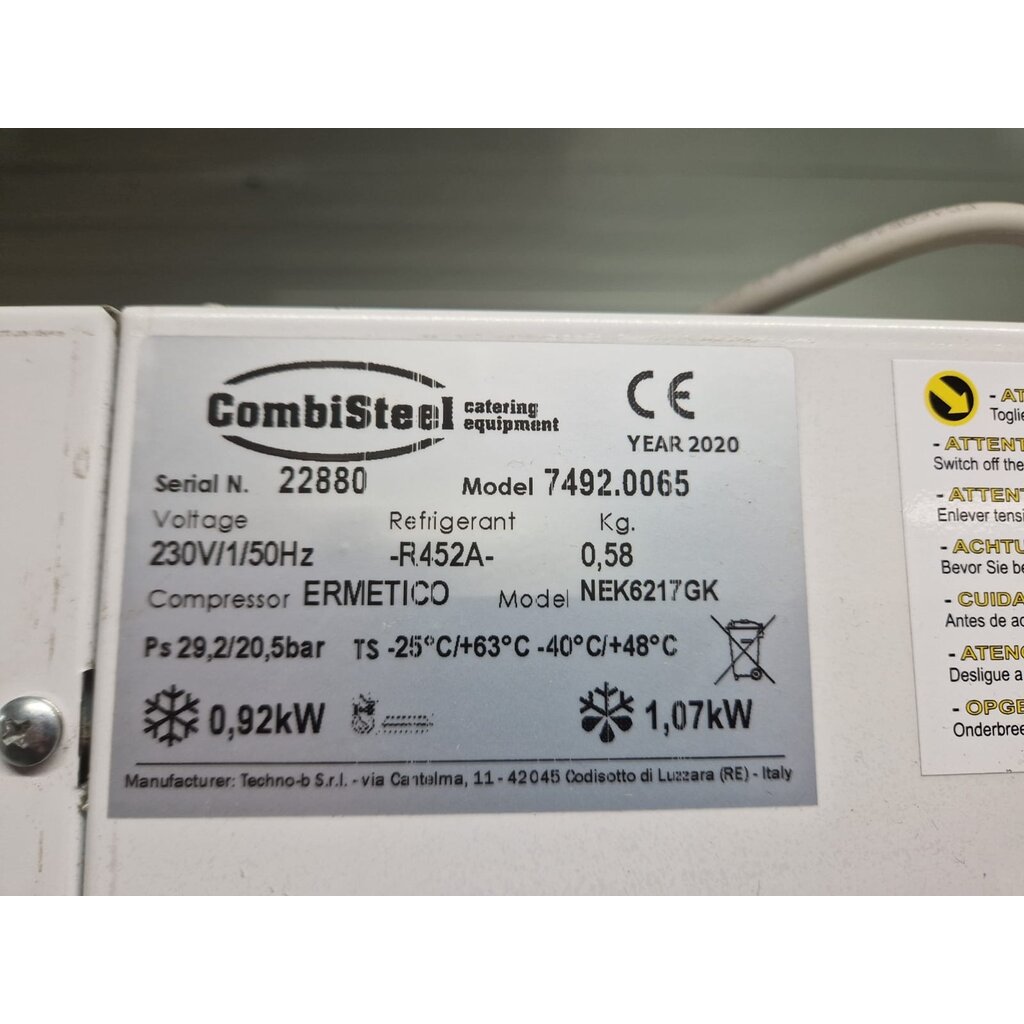 CombiSteel catering equipment
CE
YEAR 2020
Serial N. 22880 Model 7492.0065
Voltage Refrigerant Kg.
230V/1/50Hz -R452A- 0,58
Compressor ERMETICO Model NEK6217GK
Ps 29,2/20,5bar TS -25°C/+63°C -40°C/+48°C
0,92kW 1,07kW
Manufacturer: Techno-b S.r.l. - via Cantelma, 11 - 42045 Codisotto di Luzzara (RE) - Italy
- AT
Toglie
- ATTENT
Switch off the
- ATTENT
Enlever tensi
- ACHTU
Bevor Sie be
- CUIDA
Antes de ac
- ATENÇ
Desligue a
- OPGE
Onderbree